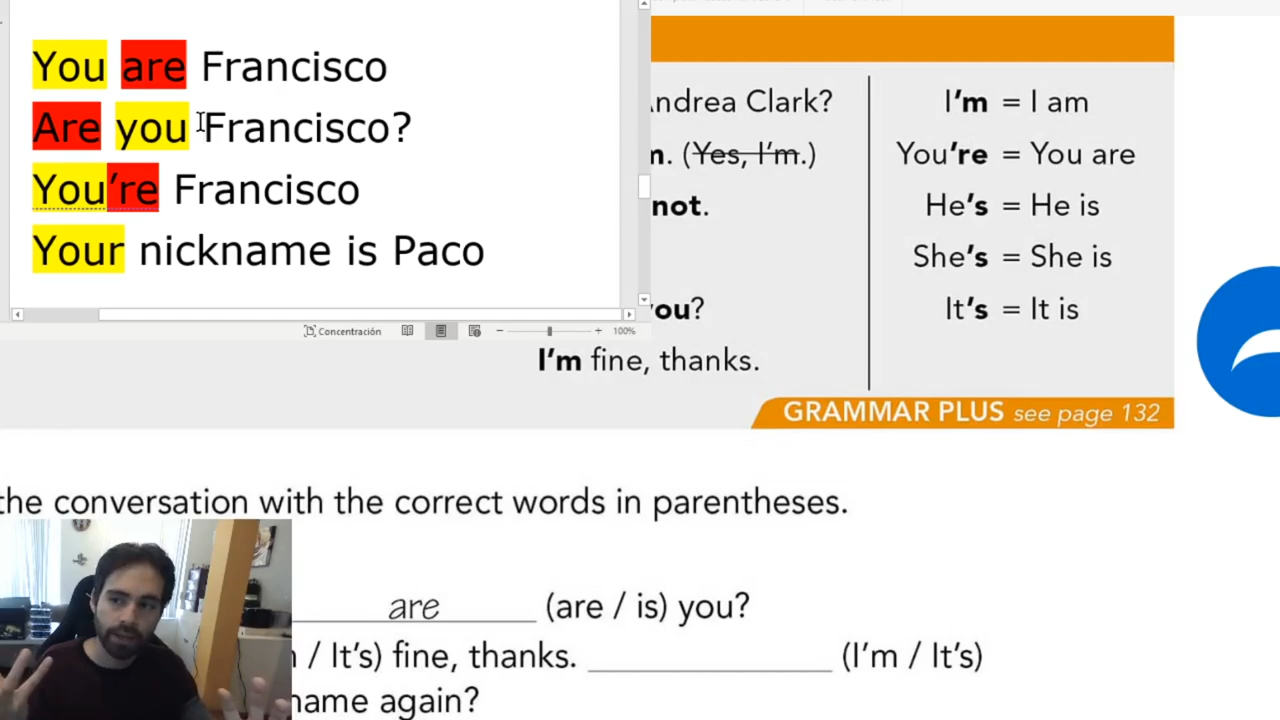 You are Francisco
Are you Francisco?
You're Francisco
Your nickname is Paco
Concentración
100%
Andrea Clark?
(Yes, I'm.)
not.
I'm fine, thanks.
I'm = I am
You're = You are
He's = He is
She's = She is
It's = It is
GRAMMAR PLUS see page 132
the conversation with the correct words in parentheses.
are (are / is) you?
/ It's) fine, thanks. (I'm / It's)
name again?